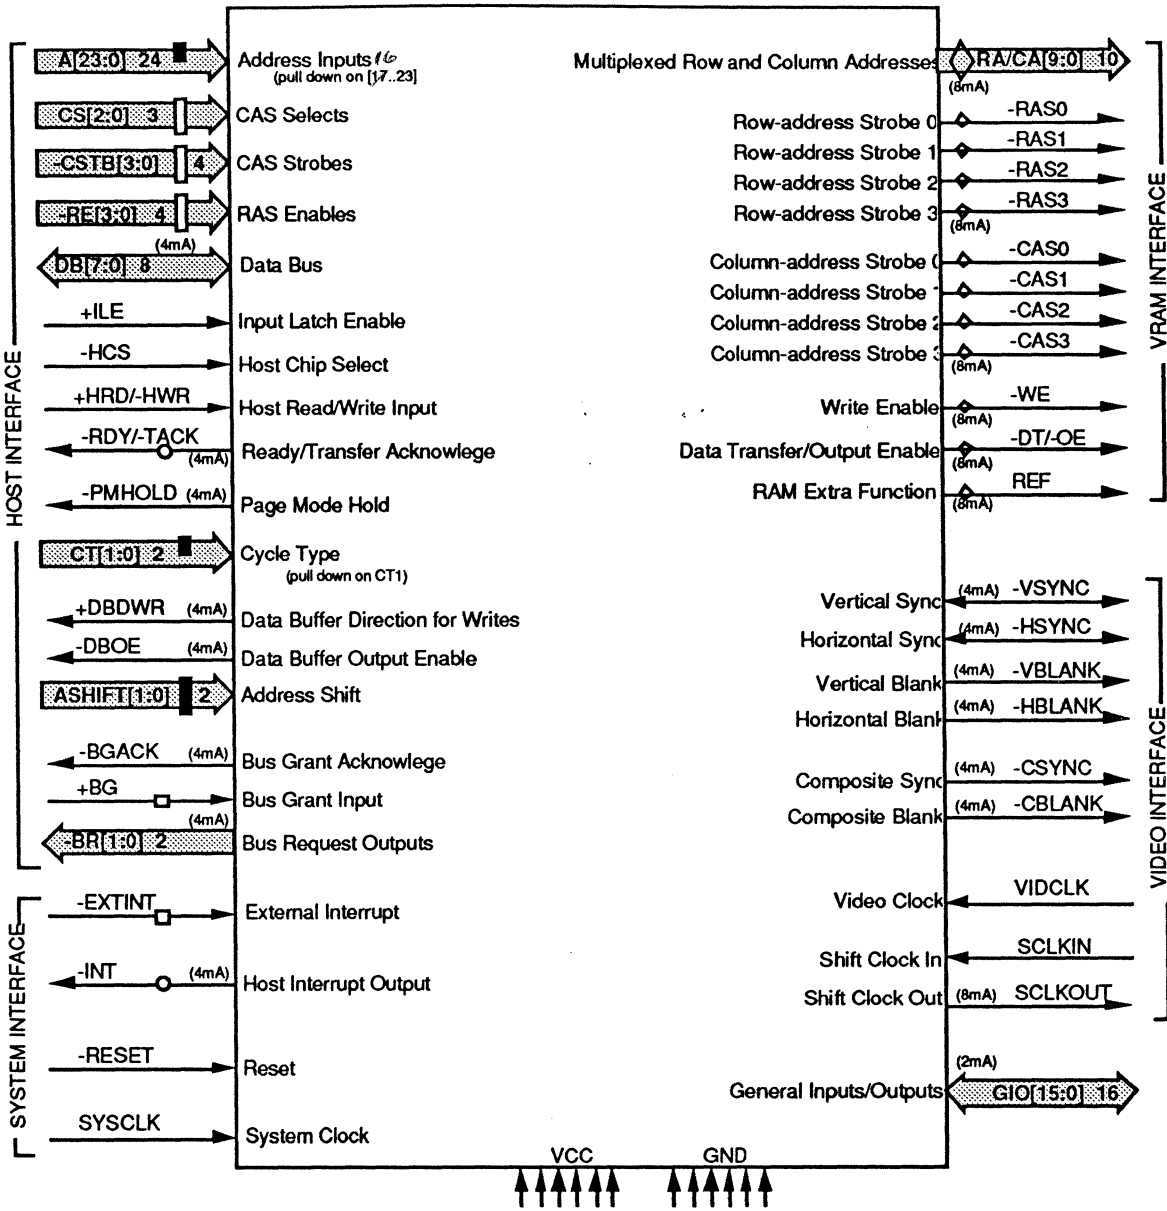 HOST INTERFACE
A[23:0] 24
Address Inputs 16
(pull down on [17..23]
CS[2:0] 3
CAS Selects
-CSTB[3:0] 4
CAS Strobes
-RE[3:0] 4
RAS Enables
(4mA)
DB[7:0] 8
Data Bus
+ILE
Input Latch Enable
-HCS
Host Chip Select
+HRD/-HWR
Host Read/Write Input
-RDY/-TACK
(4mA)
Ready/Transfer Acknowlege
-PMHOLD (4mA)
Page Mode Hold
CT[1:0] 2
Cycle Type
(pull down on CT1)
+DBDWR (4mA)
Data Buffer Direction for Writes
-DBOE (4mA)
Data Buffer Output Enable
ASHIFT[1:0] 2
Address Shift
-BGACK (4mA)
Bus Grant Acknowlege
+BG
Bus Grant Input
(4mA)
-BR[1:0] 2
Bus Request Outputs
SYSTEM INTERFACE
-EXTINT
External Interrupt
-INT (4mA)
Host Interrupt Output
-RESET
Reset
SYSCLK
System Clock
VRAM INTERFACE
Multiplexed Row and Column Addresses
RA/CA[9:0] 10
(8mA)
Row-address Strobe 0
-RAS0
Row-address Strobe 1
-RAS1
Row-address Strobe 2
-RAS2
Row-address Strobe 3
-RAS3
(8mA)
Column-address Strobe 0
-CAS0
Column-address Strobe
-CAS1
Column-address Strobe 2
-CAS2
Column-address Strobe 3
-CAS3
(8mA)
Write Enable
-WE
(8mA)
Data Transfer/Output Enable
-DT/-OE
(8mA)
RAM Extra Function
REF
(8mA)
VIDEO INTERFACE
Vertical Sync
(4mA) -VSYNC
Horizontal Sync
(4mA) -HSYNC
Vertical Blank
(4mA) -VBLANK
Horizontal Blank
(4mA) -HBLANK
Composite Sync
(4mA) -CSYNC
Composite Blank
(4mA) -CBLANK
Video Clock
VIDCLK
Shift Clock In
SCLKIN
Shift Clock Out
(8mA) SCLKOUT
(2mA)
General Inputs/Outputs
GIO[15:0] 16
VCC
GND